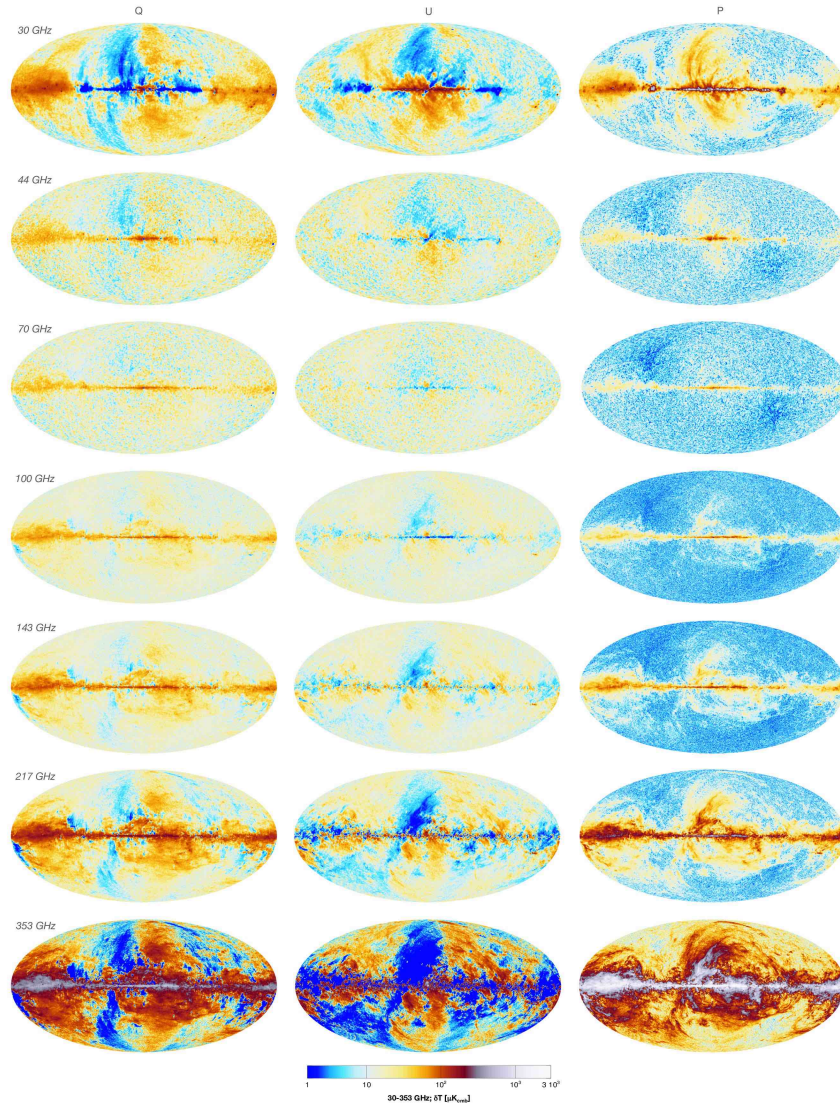 Q U P
30 GHz
44 GHz
70 GHz
100 GHz
143 GHz
217 GHz
353 GHz
1 10 10² 10³ 3 10³
30-353 GHz; δT [μK_cmb]